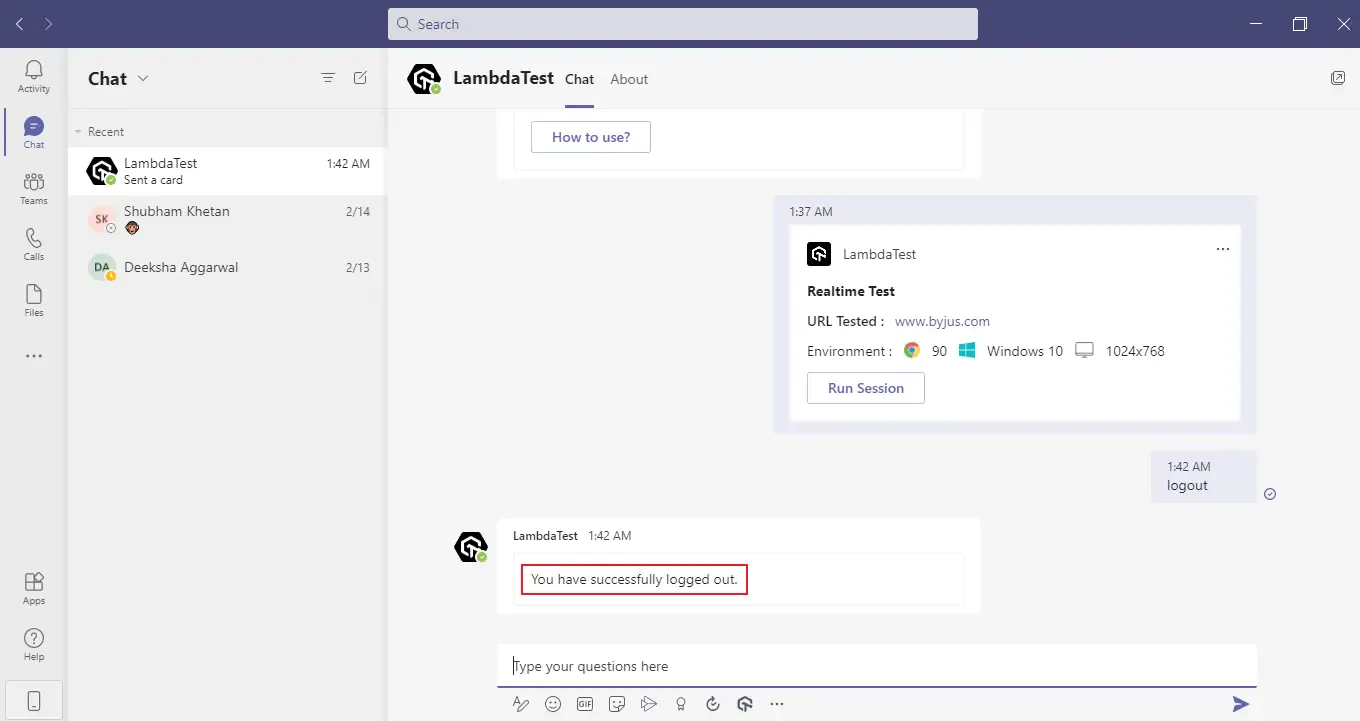 Search
Activity
Chat
Teams
Calls
Files
Apps
Help
Chat
Recent
LambdaTest 1:42 AM
Sent a card
SK Shubham Khetan 2/14
DA Deeksha Aggarwal 2/13
LambdaTest Chat About
How to use?
1:37 AM
LambdaTest
Realtime Test
URL Tested : www.byjus.com
Environment : 90 Windows 10 1024x768
Run Session
1:42 AM
logout
LambdaTest 1:42 AM
You have successfully logged out.
Type your questions here
GIF